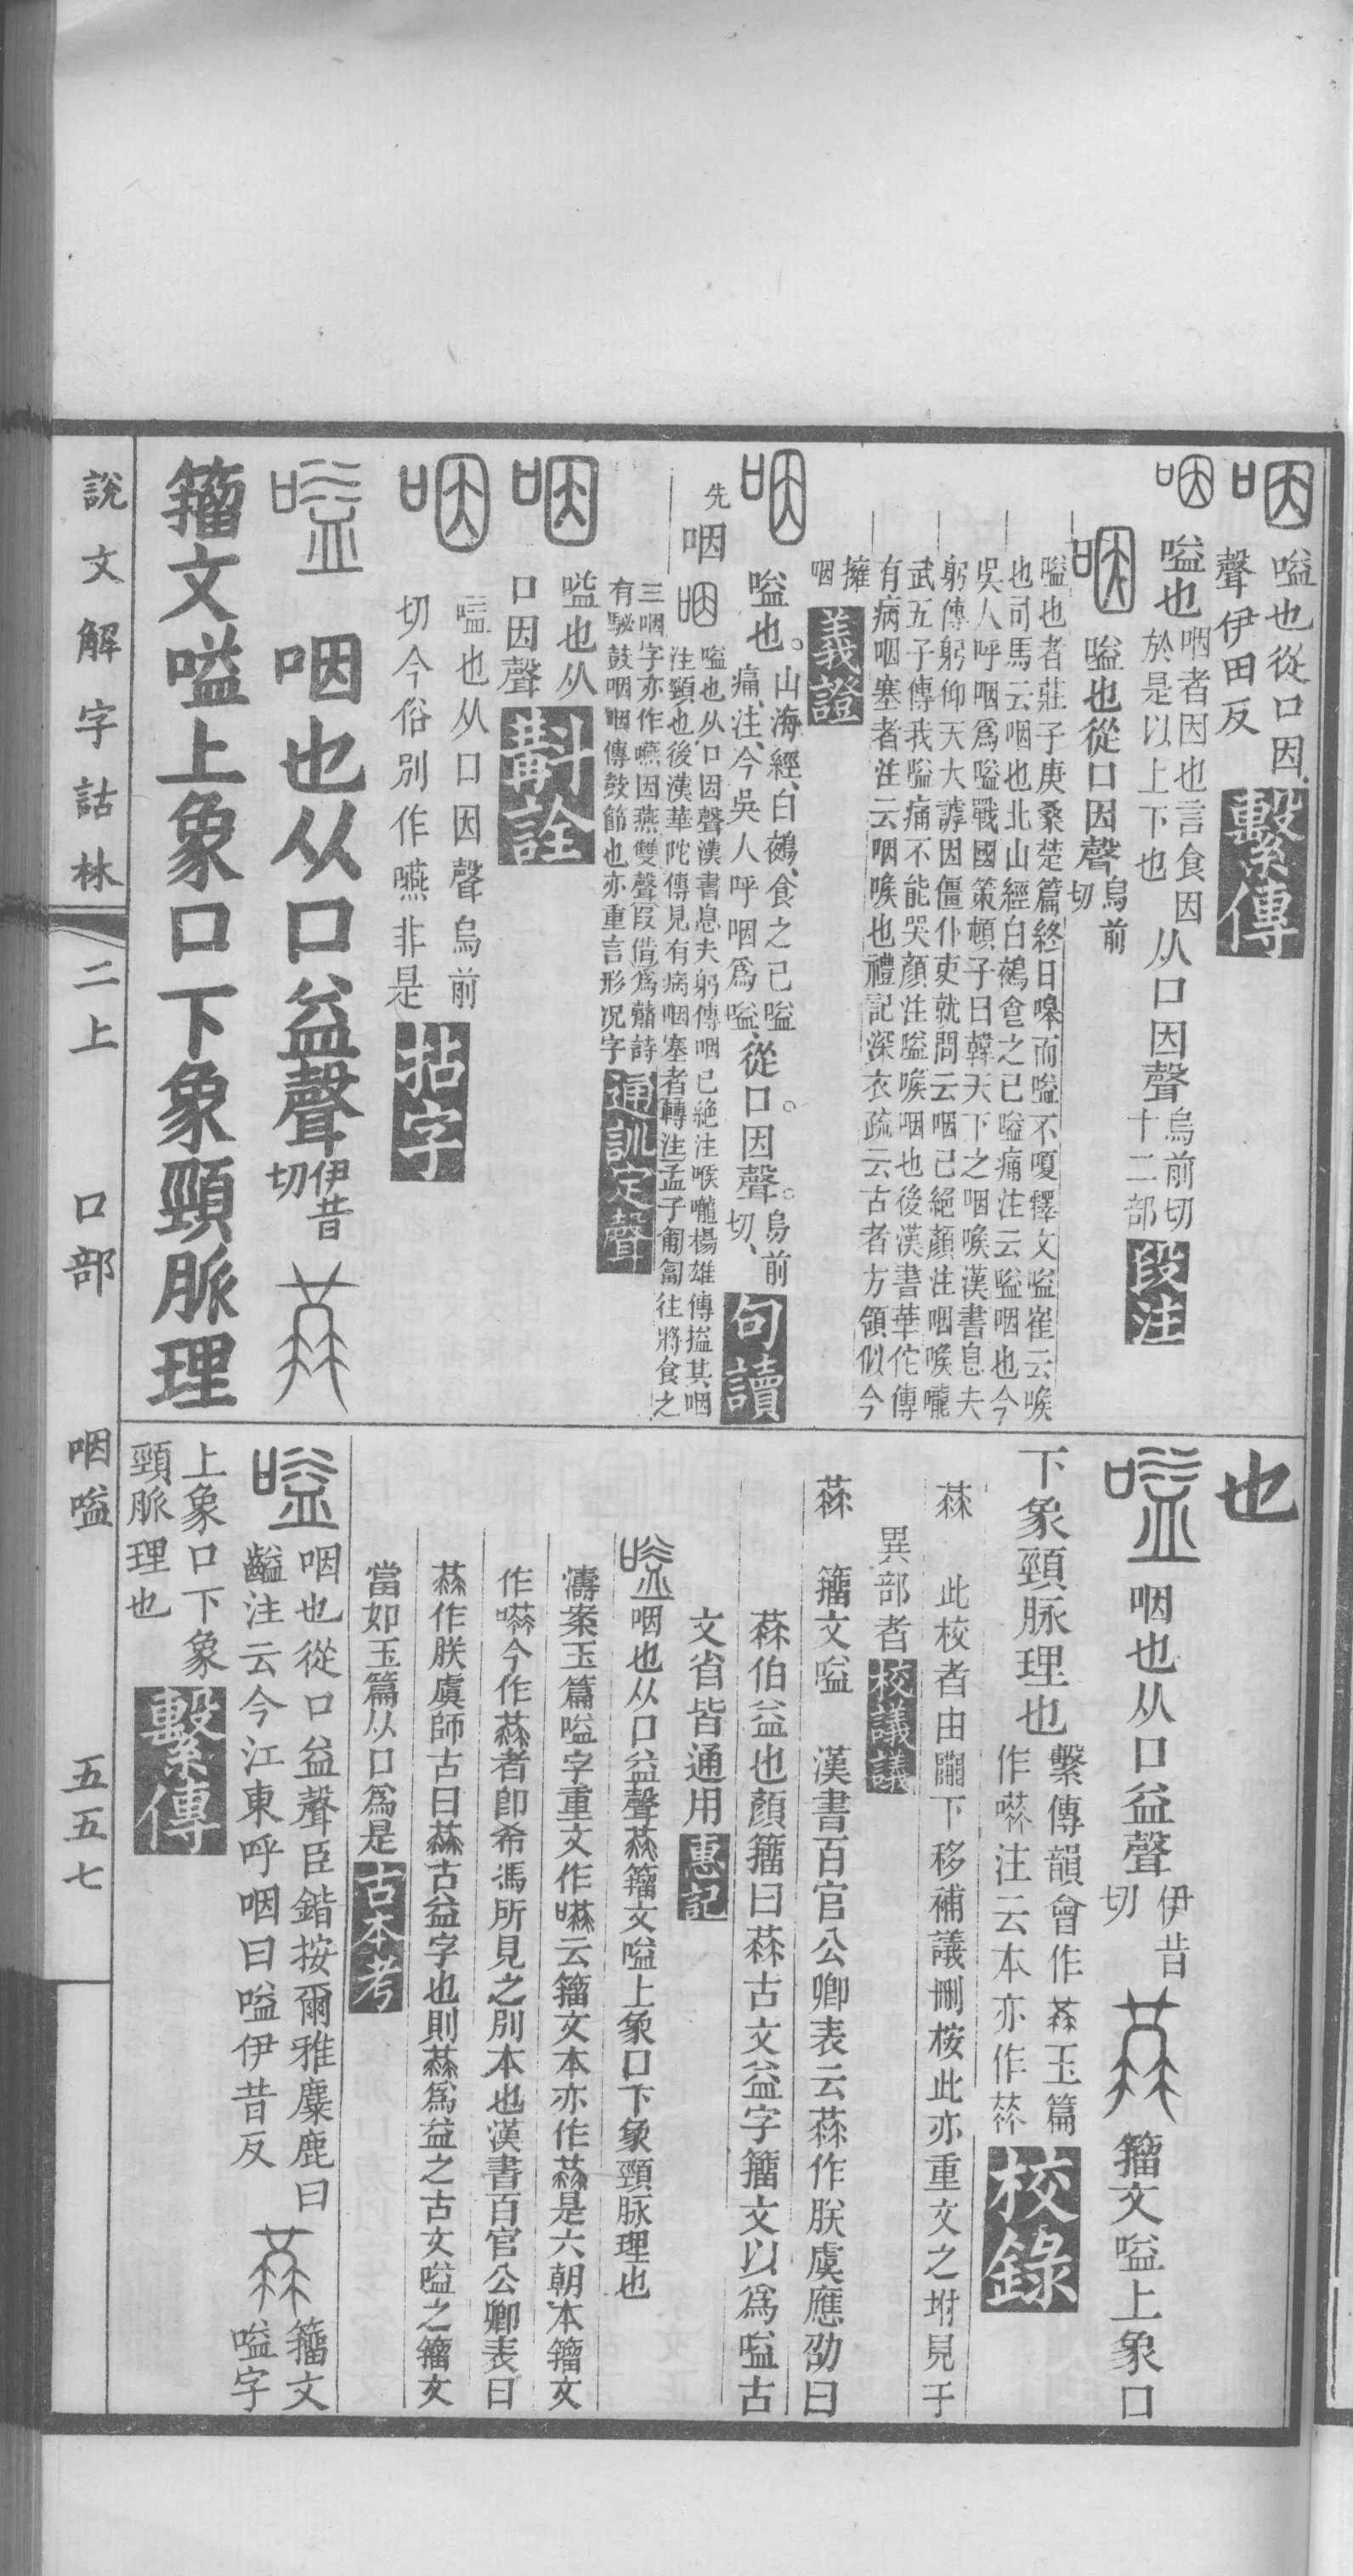 咽 嗌也從口因
聲伊田反 繫傳
咽 嗌也咽者因也言食因
於是以上下也 从口因聲烏前切
十二部 段注
咽 嗌也從口因聲烏前
切
嗌也者莊子庚桑楚篇終日嘷而嗌不嗄釋文嗌崔云喉
也司馬云咽也北山經白鵺食之已嗌痛注云嗌咽也今
吳人呼咽爲嗌戰國策頓子曰韓天下之咽喉漢書息夫
躬傳躬仰天大謼因僵仆吏就問云咽已絕顏注咽喉嚨
武五子傳我嗌痛不能哭顏注嗌喉咽也後漢書華佗傳
有病咽塞者注云咽喉也禮記深衣疏云古者方領似今
擁
咽 義證
咽 嗌也。山海經、白鵺、食之已嗌
痛、注、今吳人呼咽爲嗌、從口。因聲。烏前
切、 句讀
先
咽 咽 嗌也从口因聲漢書息夫躬傳咽已絕注喉嚨楊雄傳搤其咽
注頸也後漢華陀傳見有病咽塞者轉注孟子匍匐往將食之
三咽字亦作嚥因燕雙聲叚借爲鼘詩
有駜鼓咽咽傳鼓節也亦重言形况字 通訓定聲
咽 嗌也从
口因聲 斠詮
咽 嗌也从口因聲烏前
切今俗別作嚥非是 拈字
嗌 咽也从口益聲伊昔
切
籀文嗌上象口下象頸脈理
說文解字詁林 二上 口部 咽嗌 五五七
也
嗌 咽也从口益聲伊昔
切 籀文嗌上象口
下象頸脈理也繫傳韻會作玉篇
作注云本亦作 校錄
此校者由齸下移補議刪桉此亦重文之坿見于
異部者 校議議
籀文嗌 漢書百官公卿表云作朕虞應劭曰
伯益也顏籀曰古文益字籀文以爲嗌古
文省皆通用 惠記
嗌 咽也从口益聲籀文嗌上象口下象頸脈理也
濤案玉篇嗌字重文作云籀文本亦作是六朝本籀文
作今作者卽希馮所見之別本也漢書百官公卿表曰
作朕虞師古曰古益字也則爲益之古文嗌之籀文
當如玉篇从口爲是 古本考
嗌 咽也從口益聲臣鍇按爾雅麋鹿曰
齸注云今江東呼咽曰嗌伊昔反 籀文
嗌字
上象口下象
頸脈理也 繫傳